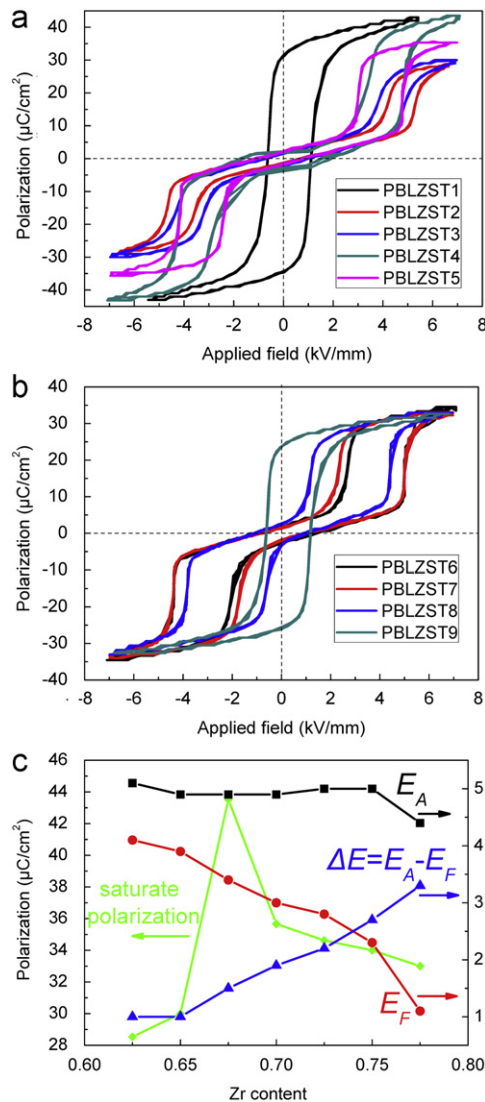 a
40
30
20
10
0
-10
-20
-30
-40
Polarization (μC/cm²)
PBLZST1
PBLZST2
PBLZST3
PBLZST4
PBLZST5
-8 -6 -4 -2 0 2 4 6 8
Applied field (kV/mm)
b
40
30
20
10
0
-10
-20
-30
-40
Polarization (μC/cm²)
PBLZST6
PBLZST7
PBLZST8
PBLZST9
-8 -6 -4 -2 0 2 4 6 8
Applied field (kV/mm)
c
46
44
42
40
38
36
34
32
30
28
Polarization (μC/cm²)
E_A
ΔE=E_A-E_F
saturate
polarization
E_F
5
4
3
2
1
0.60 0.65 0.70 0.75 0.80
Zr content